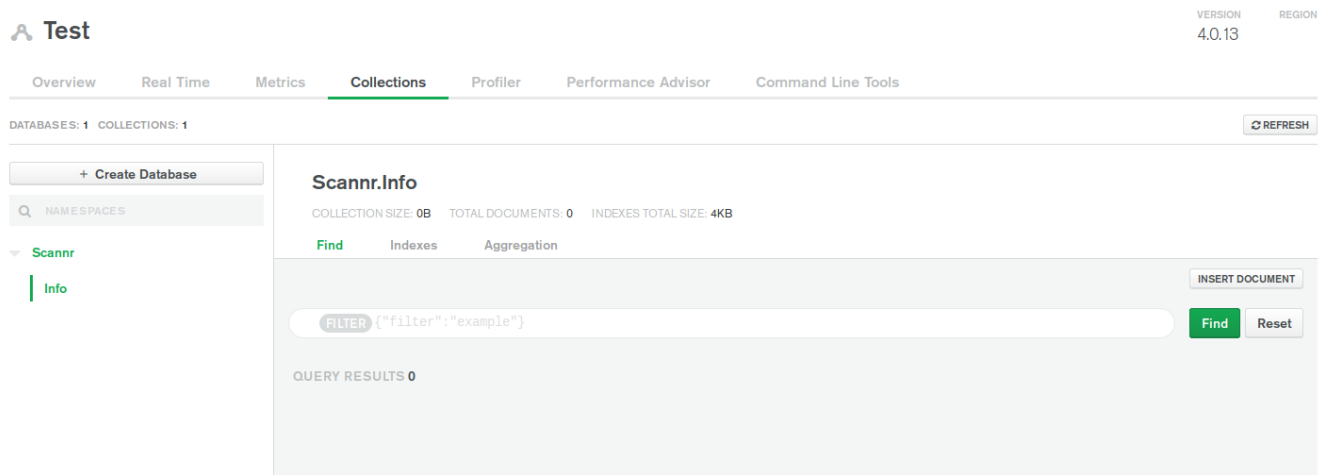 Test
VERSION REGION
4.0.13
Overview Real Time Metrics Collections Profiler Performance Advisor Command Line Tools
DATABASES: 1 COLLECTIONS: 1
REFRESH
+ Create Database
NAMESPACES
Scannr
Info
Scannr.Info
COLLECTION SIZE: 0B TOTAL DOCUMENTS: 0 INDEXES TOTAL SIZE: 4KB
Find Indexes Aggregation
INSERT DOCUMENT
FILTER {"filter":"example"}
Find Reset
QUERY RESULTS 0